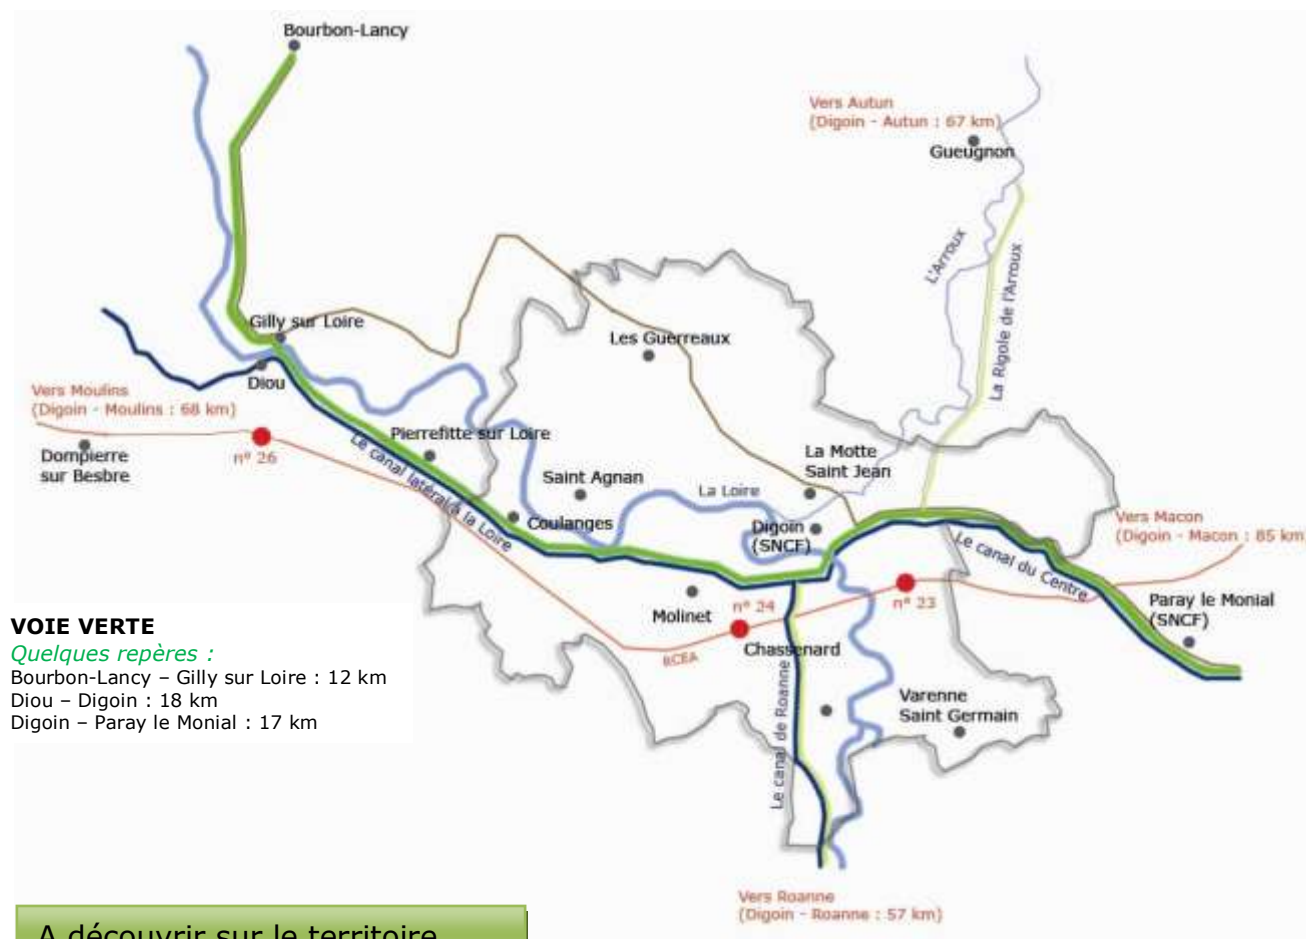 Bourbon-Lancy
Vers Autun
(Digoin - Autun : 67 km)
Gueugnon
L'Arroux
La Rigole de l'Arroux
Gilly sur Loire
Les Guerreaux
Diou
Vers Moulins
(Digoin - Moulins : 68 km)
Dompierre
sur Besbre
n° 26
Pierrefitte sur Loire
Le canal latéral à la Loire
Saint Agnan
La Motte
Saint Jean
La Loire
Coulanges
Digoin
(SNCF)
Vers Macon
(Digoin - Macon : 85 km
Le canal du Centre
Molinet
n° 24
n° 23
Paray le Monial
(SNCF)
RCEA
Chassenard
Le canal de Roanne
Varenne
Saint Germain
VOIE VERTE
Quelques repères :
Bourbon-Lancy – Gilly sur Loire : 12 km
Diou – Digoin : 18 km
Digoin – Paray le Monial : 17 km
Vers Roanne
(Digoin - Roanne : 57 km)
A découvrir sur le territoire